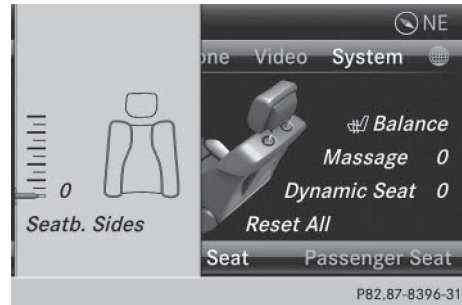 NE
one Video System
Balance
Massage 0
0
Dynamic Seat 0
Seatb. Sides
Reset All
Seat Passenger Seat
P82.87-8396-31